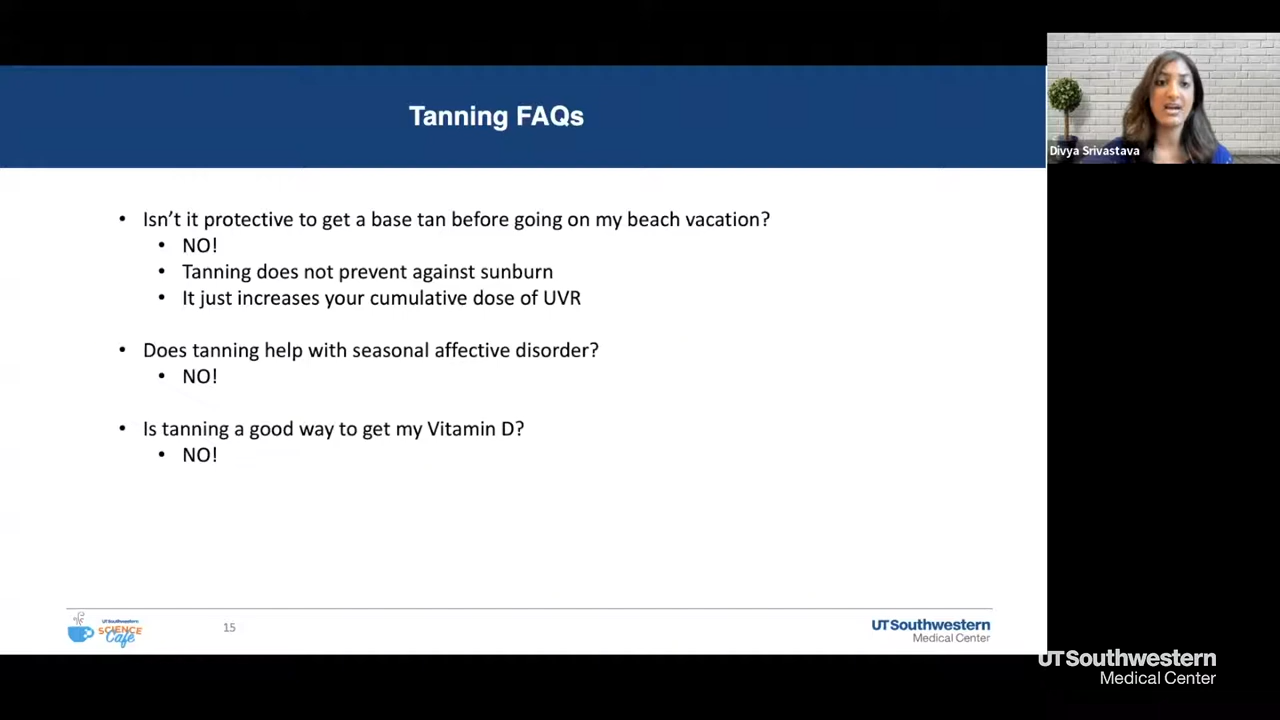 Tanning FAQs
Divya Srivastava
• Isn't it protective to get a base tan before going on my beach vacation?
• NO!
• Tanning does not prevent against sunburn
• It just increases your cumulative dose of UVR
• Does tanning help with seasonal affective disorder?
• NO!
• Is tanning a good way to get my Vitamin D?
• NO!
UTSouthwestern
SCIENCE
Café
15
UTSouthwestern
Medical Center
UTSouthwestern
Medical Center